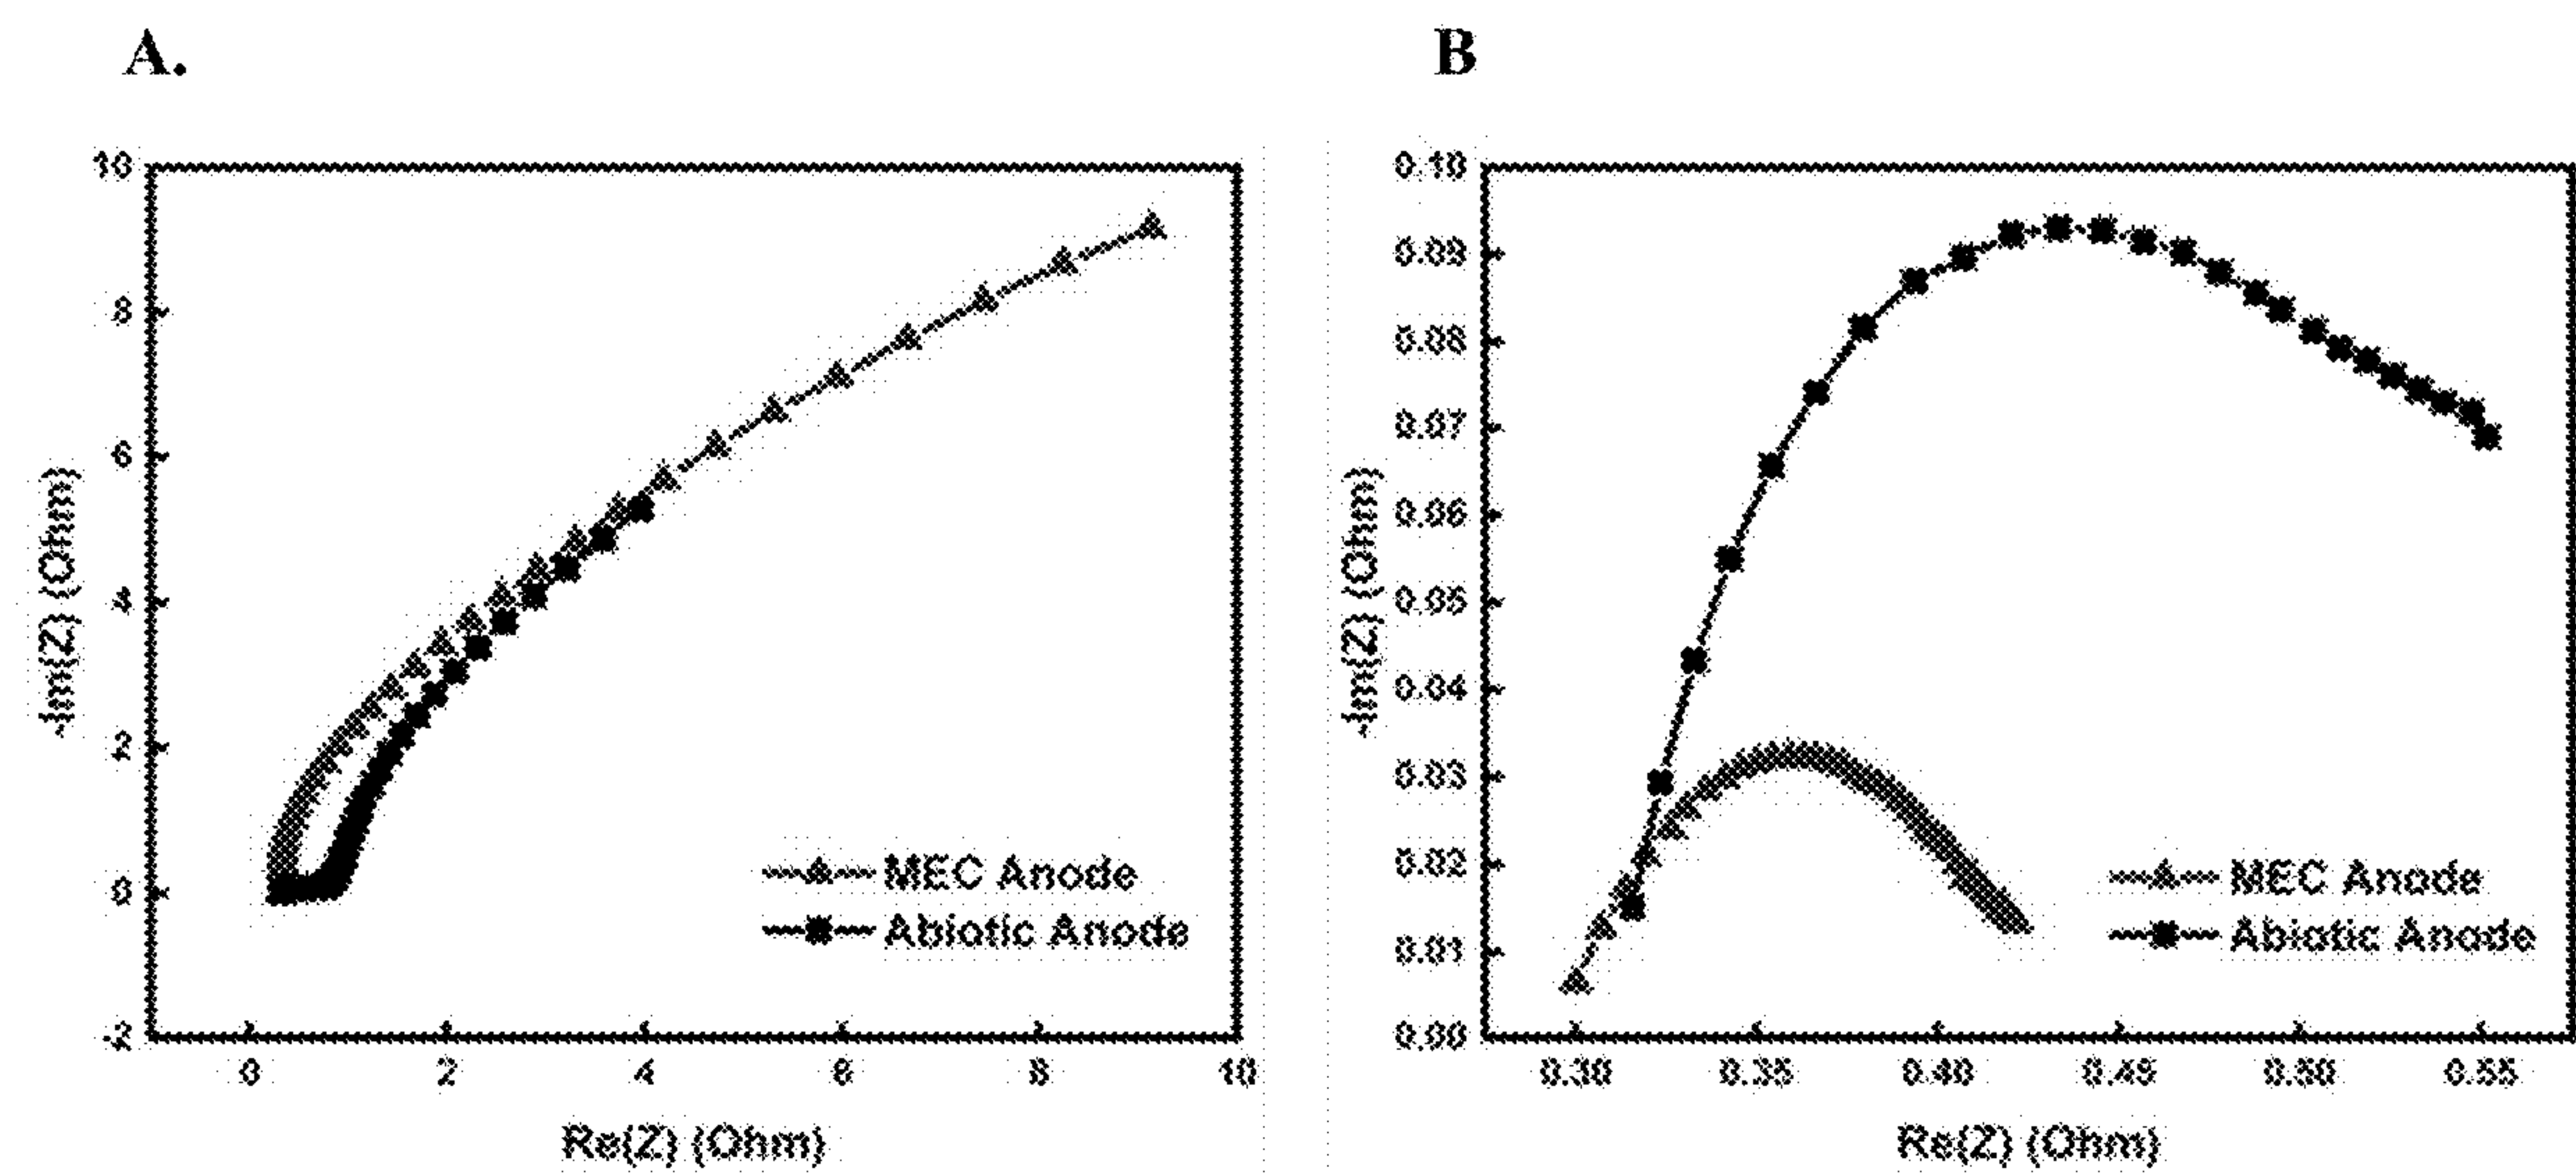 A.
B
10
8
6
4
2
0
-2
-Im(Z) (Ohm)
0 2 4 6 8 10
Re(Z) (Ohm)
MEC Anode
Abiotic Anode
0.10
0.09
0.08
0.07
0.06
0.05
0.04
0.03
0.02
0.01
0.00
-Im(Z) (Ohm)
0.30 0.35 0.40 0.45 0.50 0.55
Re(Z) (Ohm)
MEC Anode
Abiotic Anode